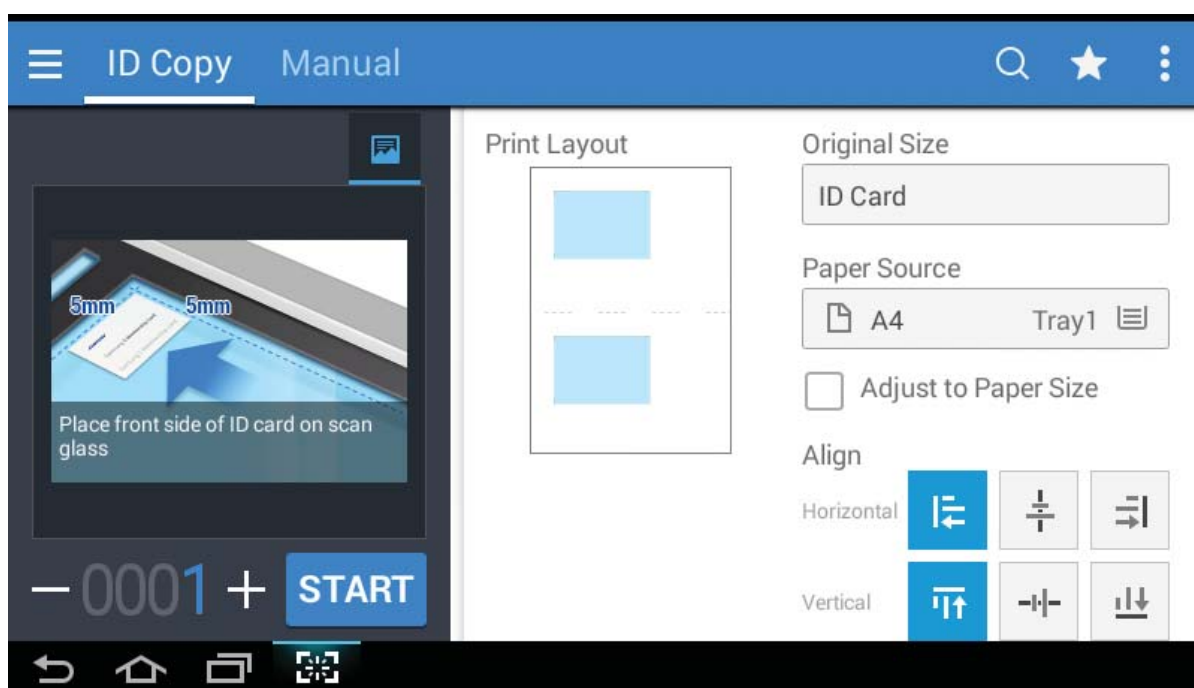 ID Copy
Manual
5mm
5mm
Place front side of ID card on scan
glass
0001
START
Print Layout
Original Size
ID Card
Paper Source
A4
Tray1
Adjust to Paper Size
Align
Horizontal
Vertical